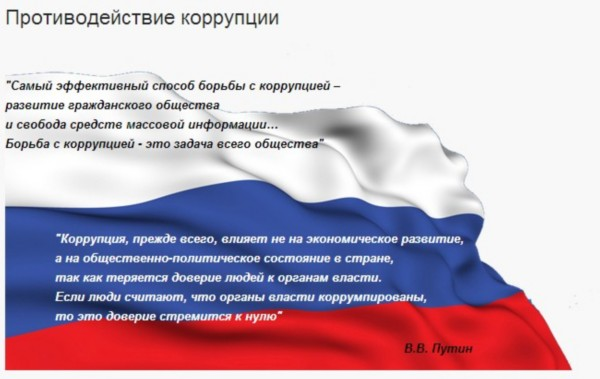 Противодействие коррупции
"Самый эффективный способ борьбы с коррупцией –
развитие гражданского общества
и свобода средств массовой информации…
Борьба с коррупцией - это задача всего общества"
"Коррупция, прежде всего, влияет не на экономическое развитие,
а на общественно-политическое состояние в стране,
так как теряется доверие людей к органам власти.
Если люди считают, что органы власти коррумпированы,
то это доверие стремится к нулю"
В.В. Путин